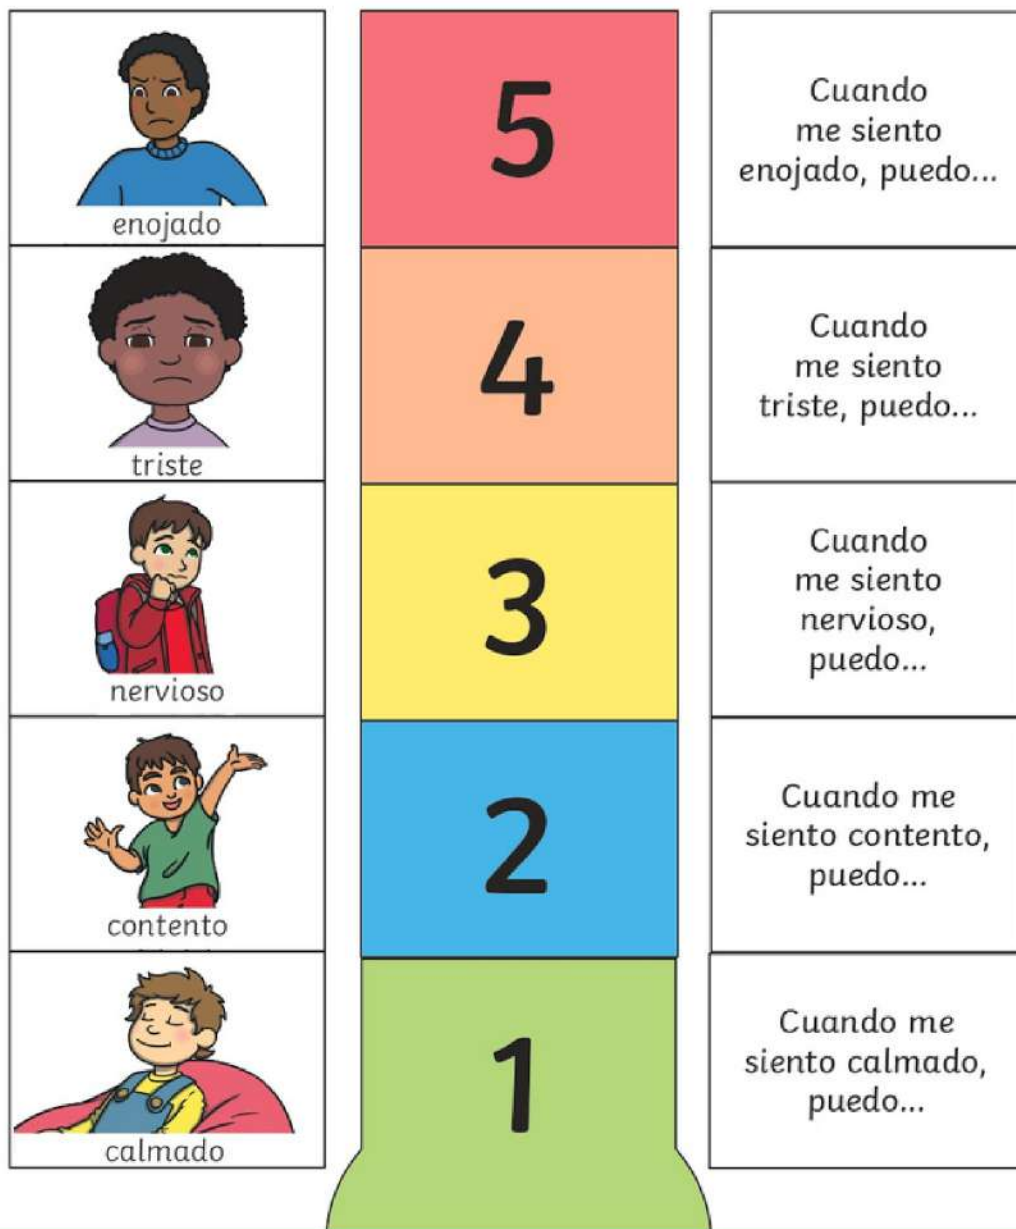 enojado
5
Cuando
me siento
enojado, puedo...
triste
4
Cuando
me siento
triste, puedo...
nervioso
3
Cuando
me siento
nervioso,
puedo...
contento
2
Cuando me
siento contento,
puedo...
calmado
1
Cuando me
siento calmado,
puedo...